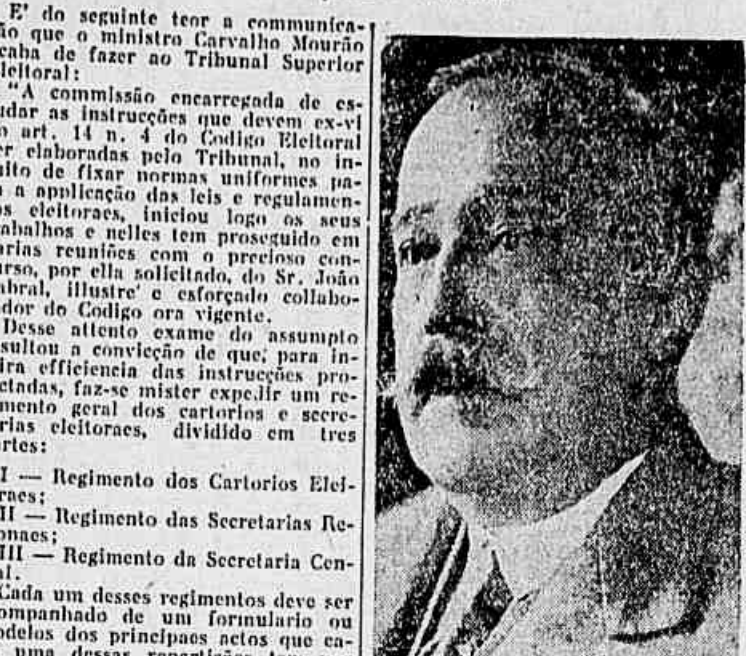 E' do seguinte teor a communica-
ão que o ministro Carvalho Mourão
caba de fazer ao Tribunal Superior
leitoral:
"A commissão encarregada de es-
udar as instrucções que devem ex-vi
o art. 14 n. 4 do Codigo Eleitoral
er elaboradas pelo Tribunal, no in-
uito de fixar normas uniformes pa-
a a applicação das leis e regulamen-
os eleitoraes, iniciou logo os seus
rabalhos e nelles tem proseguido em
arias reuniões com o precioso con-
urso, por ella solicitado, do Sr. João
abral, illustre e esforçado collabo-
ador do Codigo ora vigente.
Desse attento exame do assumpto
sultou a convicção de que, para in-
ira efficiencia das instrucções pro-
ectadas, faz-se mister expedir um re-
mento geral dos cartorios e secre-
rias eleitoraes, dividido em tres
rtes:
I — Regimento dos Cartorios Elei-
raes;
II — Regimento das Secretarias Re-
onaes;
III — Regimento da Secretaria Cen-
al.
Cada um desses regimentos deve ser
ompanhado de um formulario ou
odelos dos principaes actos que ca-
uma dessas repartições